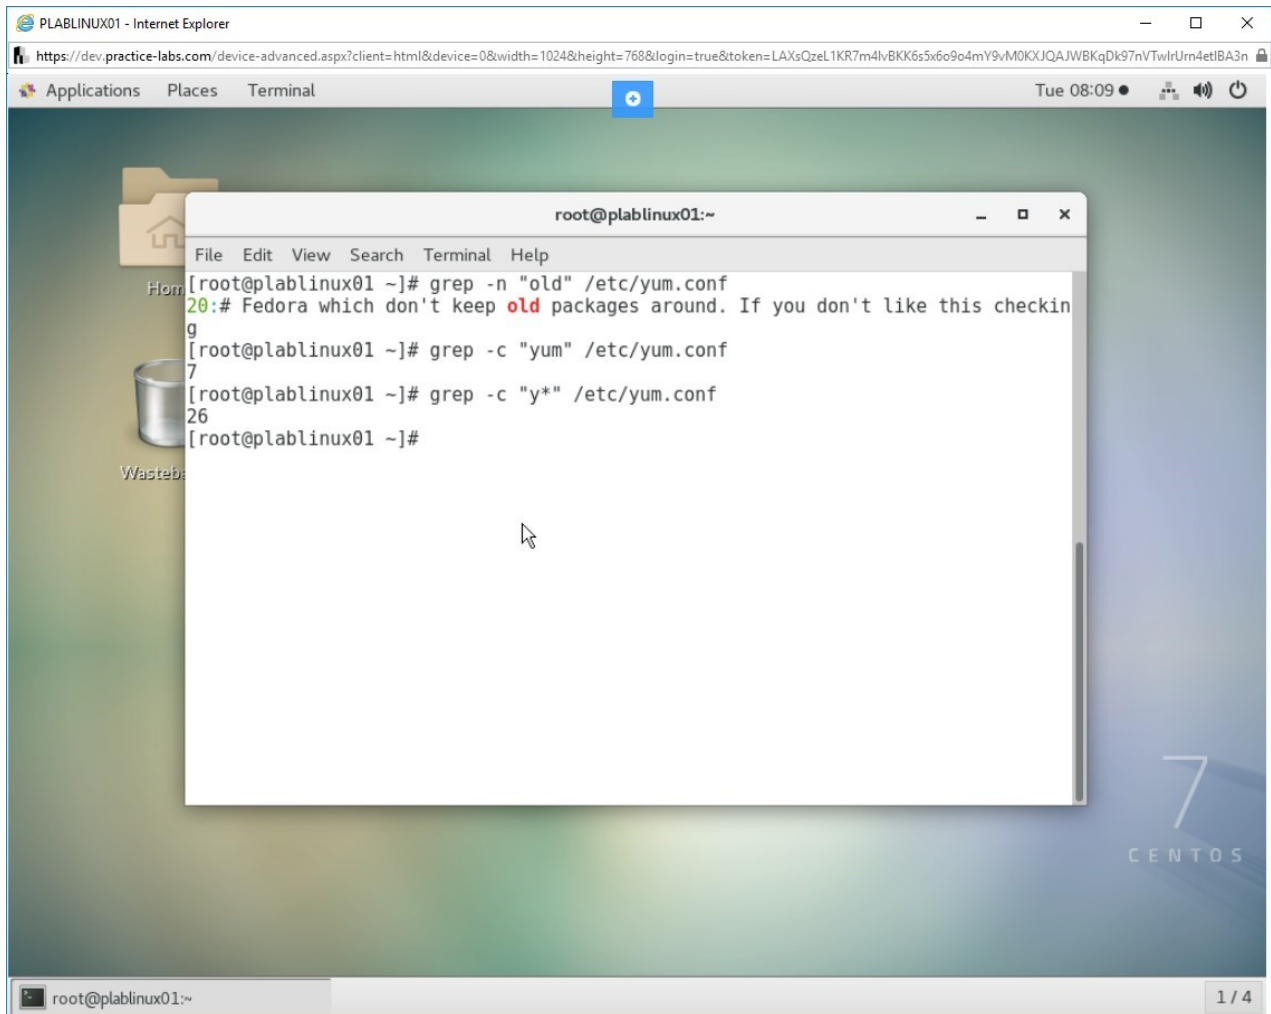 PLABLINUX01 - Internet Explorer
https://dev.practice-labs.com/device-advanced.aspx?client=html&device=0&width=1024&height=768&login=true&token=LAXsQzeL1KR7m4lvBKK6s5x6o9o4mY9vM0KXJQAJWBKqDk97nVTwIrUrn4etIBA3n
Applications Places Terminal Tue 08:09
root@plablinux01:~
File Edit View Search Terminal Help
[root@plablinux01 ~]# grep -n "old" /etc/yum.conf
20:# Fedora which don't keep old packages around. If you don't like this checkin
g
[root@plablinux01 ~]# grep -c "yum" /etc/yum.conf
7
[root@plablinux01 ~]# grep -c "y*" /etc/yum.conf
26
[root@plablinux01 ~]#
Hom
Wasteb
7
CENTOS
root@plablinux01:~
1 / 4